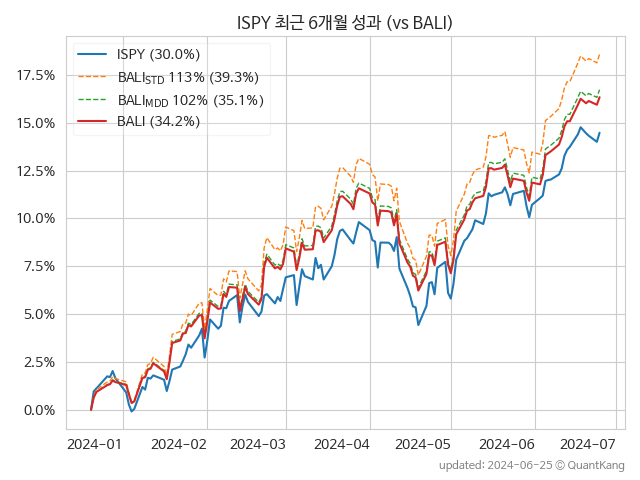 ISPY 최근 6개월 성과 (vs BALI)
ISPY (30.0%)
BALI_STD 113% (39.3%)
BALI_MDD 102% (35.1%)
BALI (34.2%)
17.5%
15.0%
12.5%
10.0%
7.5%
5.0%
2.5%
0.0%
2024-01 2024-02 2024-03 2024-04 2024-05 2024-06 2024-07
updated: 2024-06-25 © QuantKang